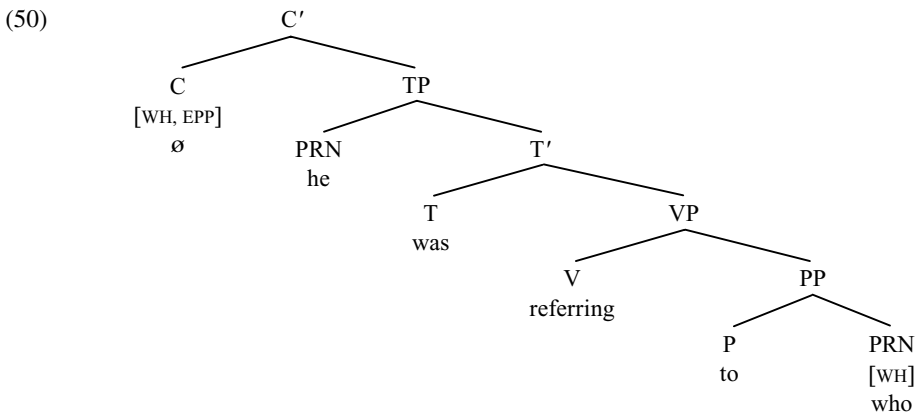 (50)
C′
C TP
[WH, EPP]
ø
PRN T′
he
T VP
was
V PP
referring
P PRN
to [WH]
who